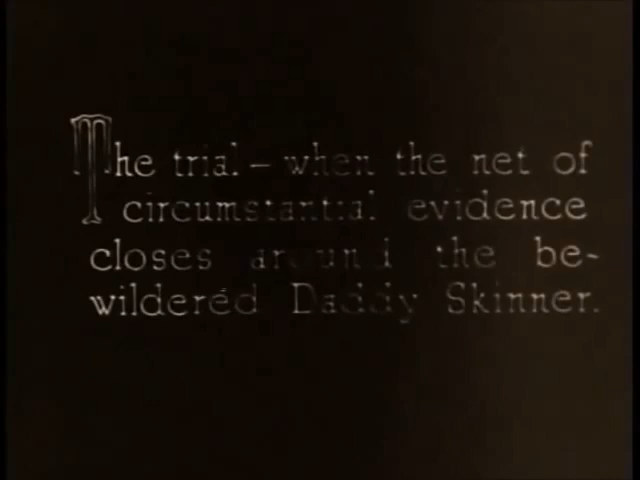 The trial – when the net of
circumstantial evidence
closes around the be-
wildered Daddy Skinner.